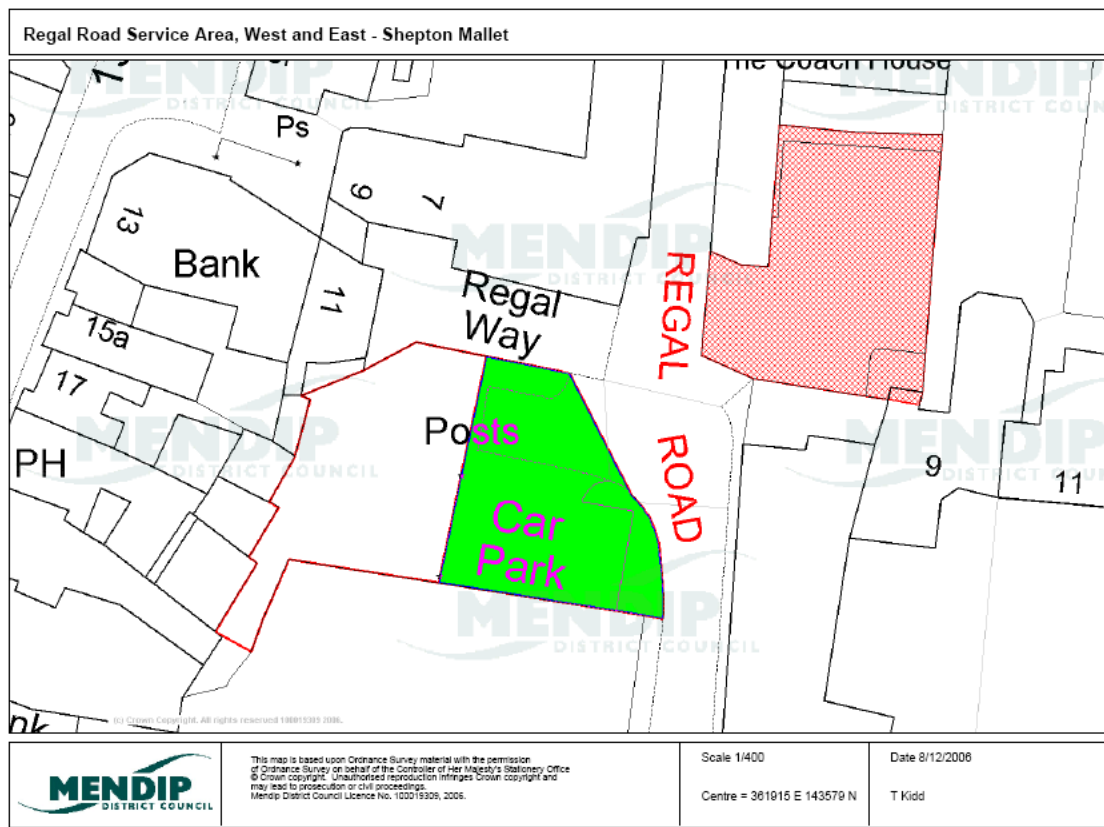 Regal Road Service Area, West and East - Shepton Mallet
The Coach House
Ps
9
7
13
Bank
11
Regal
Way
REGAL
15a
17
Posts
ROAD
PH
9
11
Car
Park
MENDIP
DISTRICT COUNCIL
(c) Crown Copyright. All rights reserved 100019309 2006.
MENDIP
DISTRICT COUNCIL
This map is based upon Ordnance Survey material with the permission
of Ordnance Survey on behalf of the Controller of Her Majesty's Stationery Office
© Crown copyright. Unauthorised reproduction infringes Crown copyright and
may lead to prosecution or civil proceedings.
Mendip District Council Licence No. 100019309, 2006.
Scale 1/400
Centre = 361915 E 143579 N
Date 8/12/2006
T Kidd